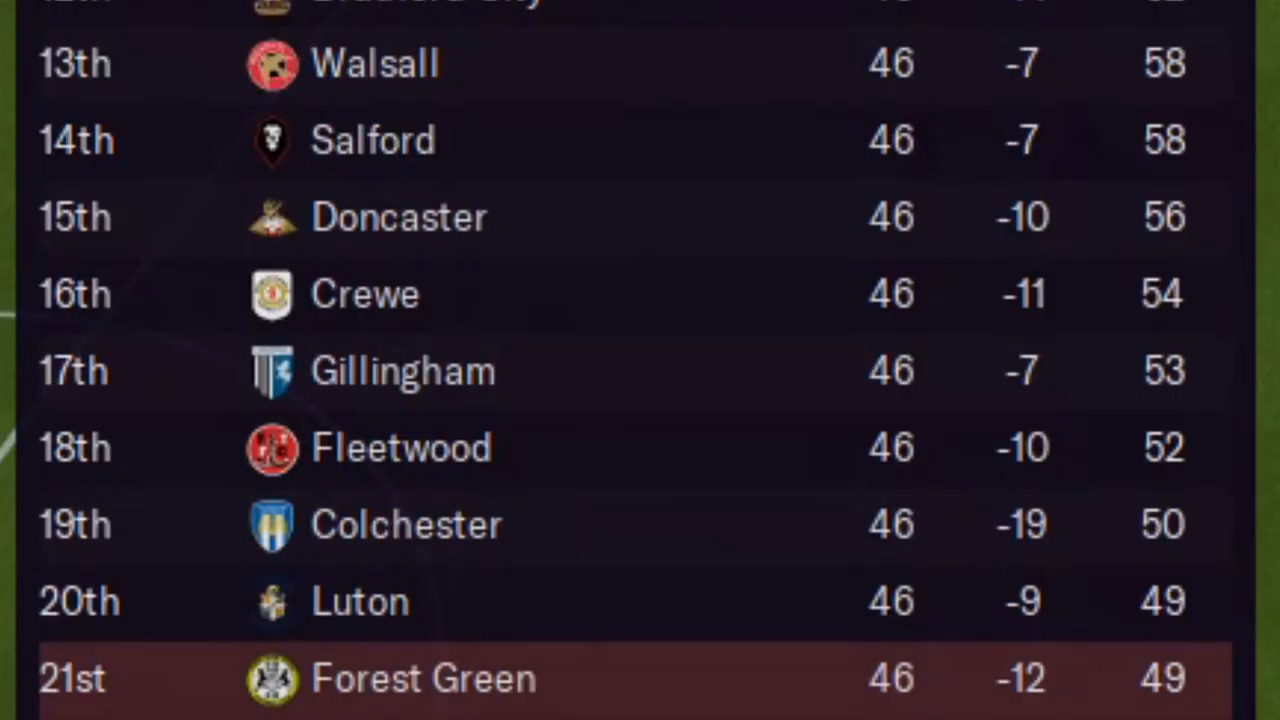 13th Walsall 46 -7 58
14th Salford 46 -7 58
15th Doncaster 46 -10 56
16th Crewe 46 -11 54
17th Gillingham 46 -7 53
18th Fleetwood 46 -10 52
19th Colchester 46 -19 50
20th Luton 46 -9 49
21st Forest Green 46 -12 49